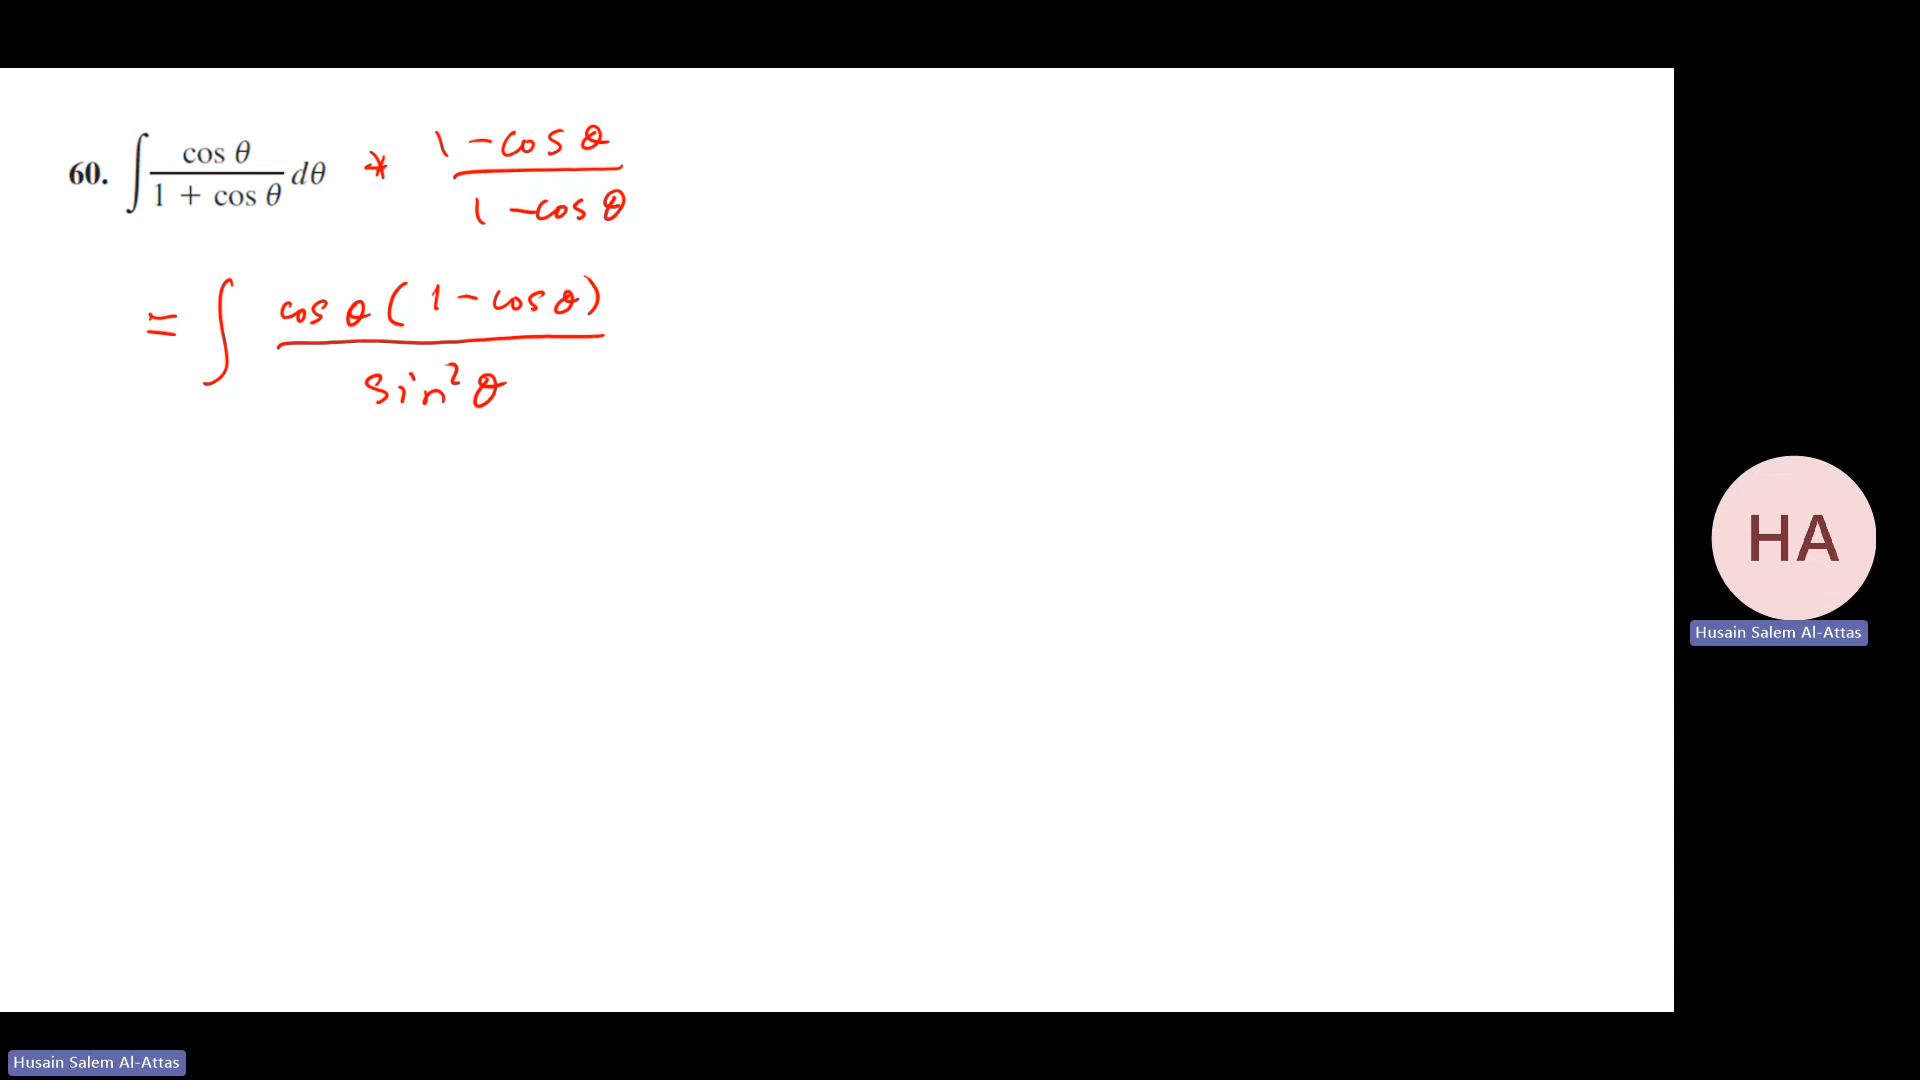 60. ∫ cos θ / 1 + cos θ dθ * 1 - cos θ / 1 - cos θ
= ∫ cos θ ( 1 - cos θ) / sin² θ
HA
Husain Salem Al-Attas
Husain Salem Al-Attas